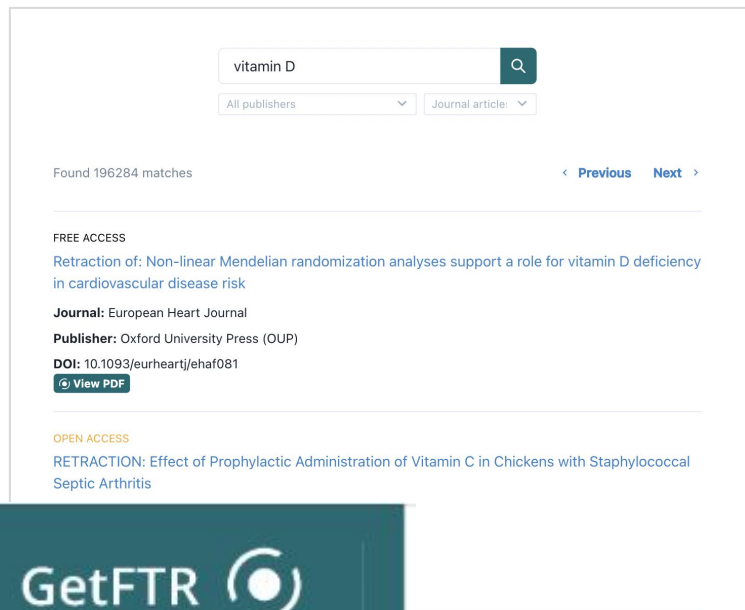 vitamin D
All publishers
Journal article
Found 196284 matches
Previous Next
FREE ACCESS
Retraction of: Non-linear Mendelian randomization analyses support a role for vitamin D deficiency
in cardiovascular disease risk
Journal: European Heart Journal
Publisher: Oxford University Press (OUP)
DOI: 10.1093/eurheartj/ehaf081
View PDF
OPEN ACCESS
RETRACTION: Effect of Prophylactic Administration of Vitamin C in Chickens with Staphylococcal
Septic Arthritis
GetFTR